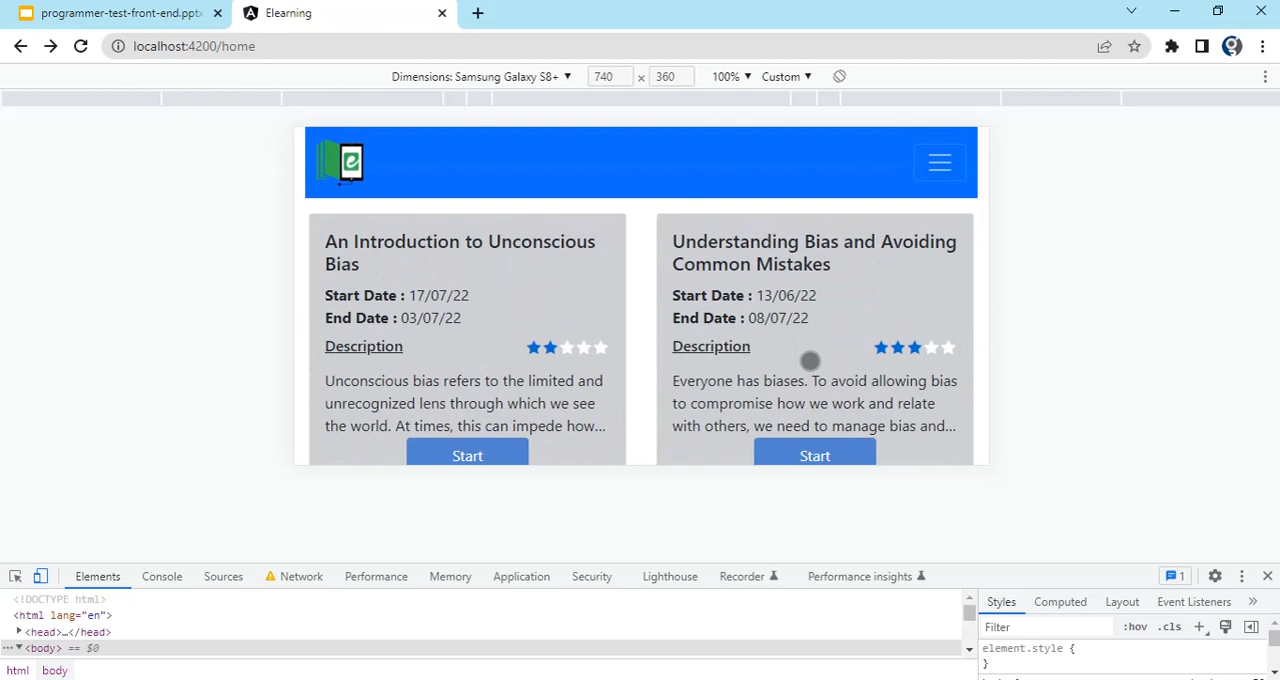 programmer-test-front-end.pptx
Elearning
localhost:4200/home
Dimensions: Samsung Galaxy S8+ 740 x 360 100% Custom
An Introduction to Unconscious
Bias
Start Date : 17/07/22
End Date : 03/07/22
Description
Unconscious bias refers to the limited and
unrecognized lens through which we see
the world. At times, this can impede how...
Start
Understanding Bias and Avoiding
Common Mistakes
Start Date : 13/06/22
End Date : 08/07/22
Description
Everyone has biases. To avoid allowing bias
to compromise how we work and relate
with others, we need to manage bias and...
Start
Elements Console Sources Network Performance Memory Application Security Lighthouse Recorder Performance insights 1
<!DOCTYPE html>
<html lang="en">
<head>…</head>
<body> == $0
html body
Styles Computed Layout Event Listeners »
Filter :hov .cls +
element.style {
}